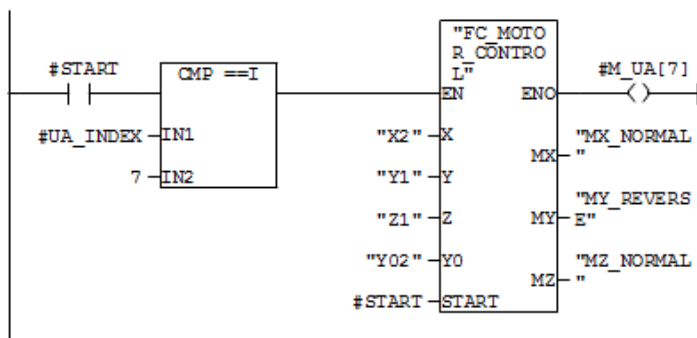 "FC_MOTO
R_CONTRO
L"
#START
CMP ==I
#M_UA[7]
EN
ENO
#UA_INDEX
IN1
"X2"
X
"MX_NORMAL
MX
"
7
IN2
"Y1"
Y
"MY_REVERS
MY
E"
"Z1"
Z
"MZ_NORMAL
"Y02"
Y0
MZ
"
#START
START